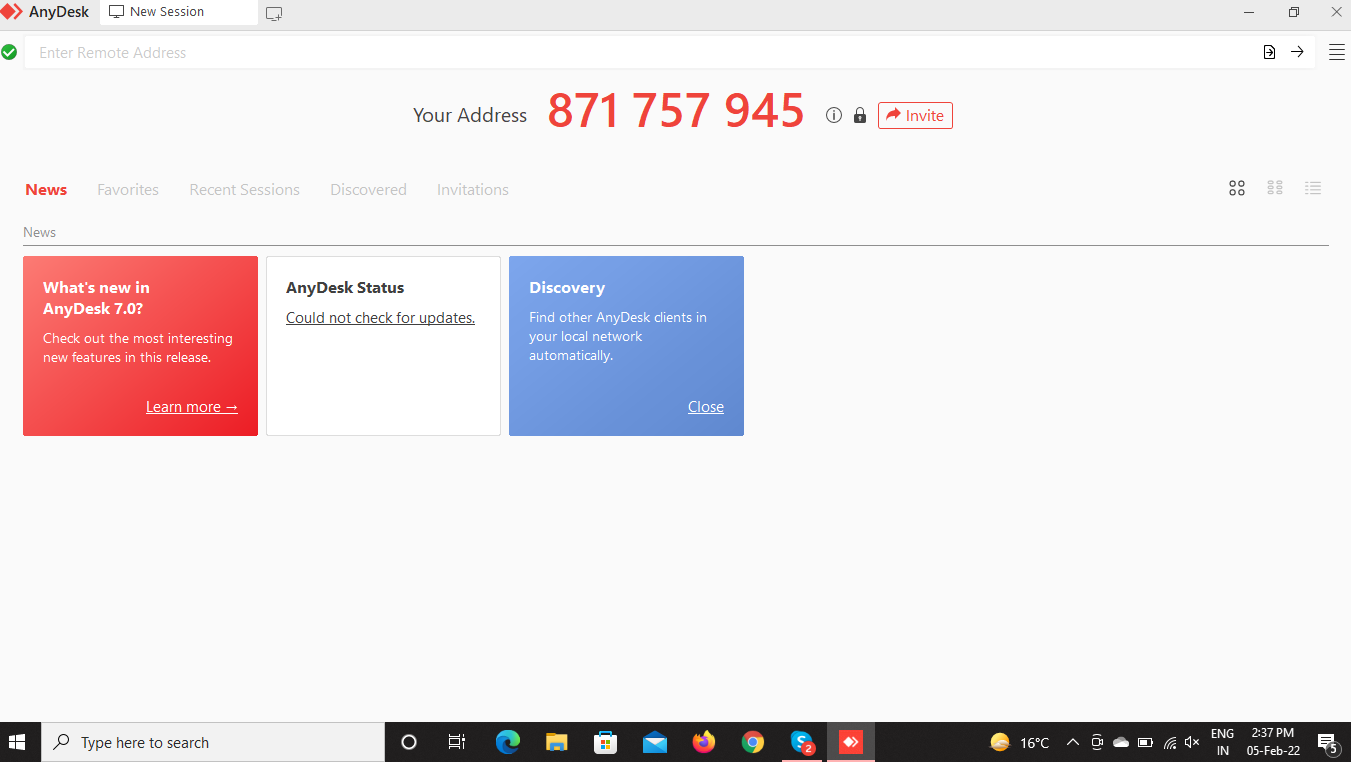 AnyDesk
New Session
Enter Remote Address
Your Address 871 757 945 Invite
News Favorites Recent Sessions Discovered Invitations
News
What's new in
AnyDesk 7.0?
Check out the most interesting
new features in this release.
Learn more →
AnyDesk Status
Could not check for updates.
Discovery
Find other AnyDesk clients in
your local network
automatically.
Close
Type here to search
2
16°C
ENG
IN
2:37 PM
05-Feb-22
5